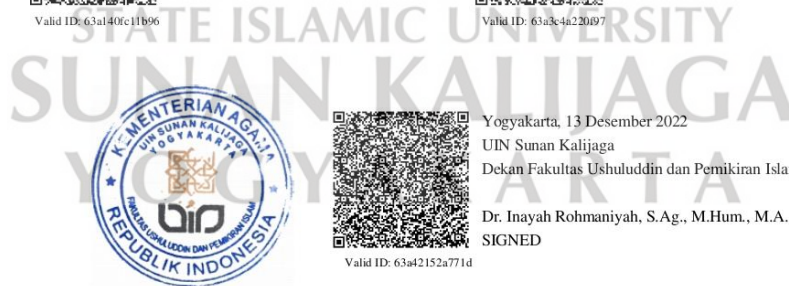 Valid ID: 63a140fc11b96
Valid ID: 63a3c4a220f97
STATE ISLAMIC UNIVERSITY
SUNAN KALIJAGA
YOGYAKARTA
KEMENTERIAN AGAMA
UIN SUNAN KALIJAGA
YOGYAKARTA
FAKULTAS USHULUDDIN DAN PEMIKIRAN ISLAM
REPUBLIK INDONESIA
Yogyakarta, 13 Desember 2022
UIN Sunan Kalijaga
Dekan Fakultas Ushuluddin dan Pemikiran Isla
Dr. Inayah Rohmaniyah, S.Ag., M.Hum., M.A.
SIGNED
Valid ID: 63a42152a771d